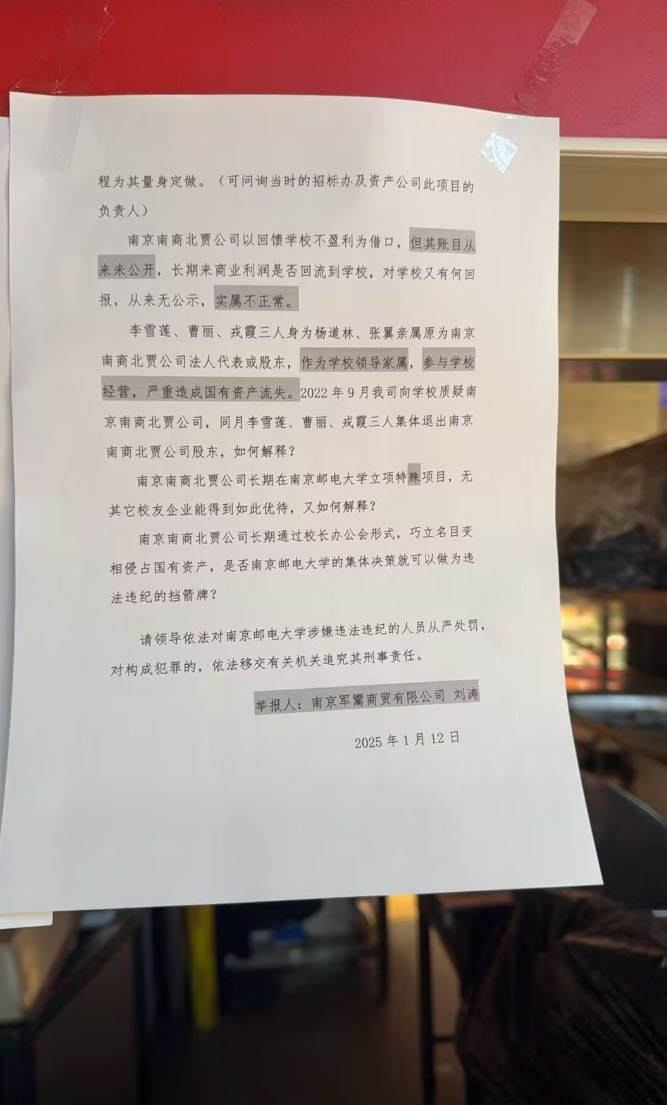 程为其量身定做。（可问询当时的招标办及资产公司此项目的
负责人）
南京南商北贾公司以回馈学校不盈利为借口，但其账目从
来未公开，长期来商业利润是否回流到学校，对学校又有何回
报，从来无公示，实属不正常。
李雪莲、曹丽、戎霞三人身为杨道林、张翼亲属原为南京
南商北贾公司法人代表或股东，作为学校领导家属，参与学校
经营，严重造成国有资产流失。2022年9月我司向学校质疑南
京南商北贾公司，同月李雪莲、曹丽、戎霞三人集体退出南京
南商北贾公司股东，如何解释？
南京南商北贾公司长期在南京邮电大学立项特殊项目，无
其它校友企业能得到如此优待，又如何解释？
南京南商北贾公司长期通过校长办公会形式，巧立名目变
相侵占国有资产，是否南京邮电大学的集体决策就可以做为违
法违纪的挡箭牌？
请领导依法对南京邮电大学涉嫌违法违纪的人员从严处罚，
对构成犯罪的，依法移交有关机关追究其刑事责任。
举报人：南京军鬻商贸有限公司 刘涛
2025年1月12日